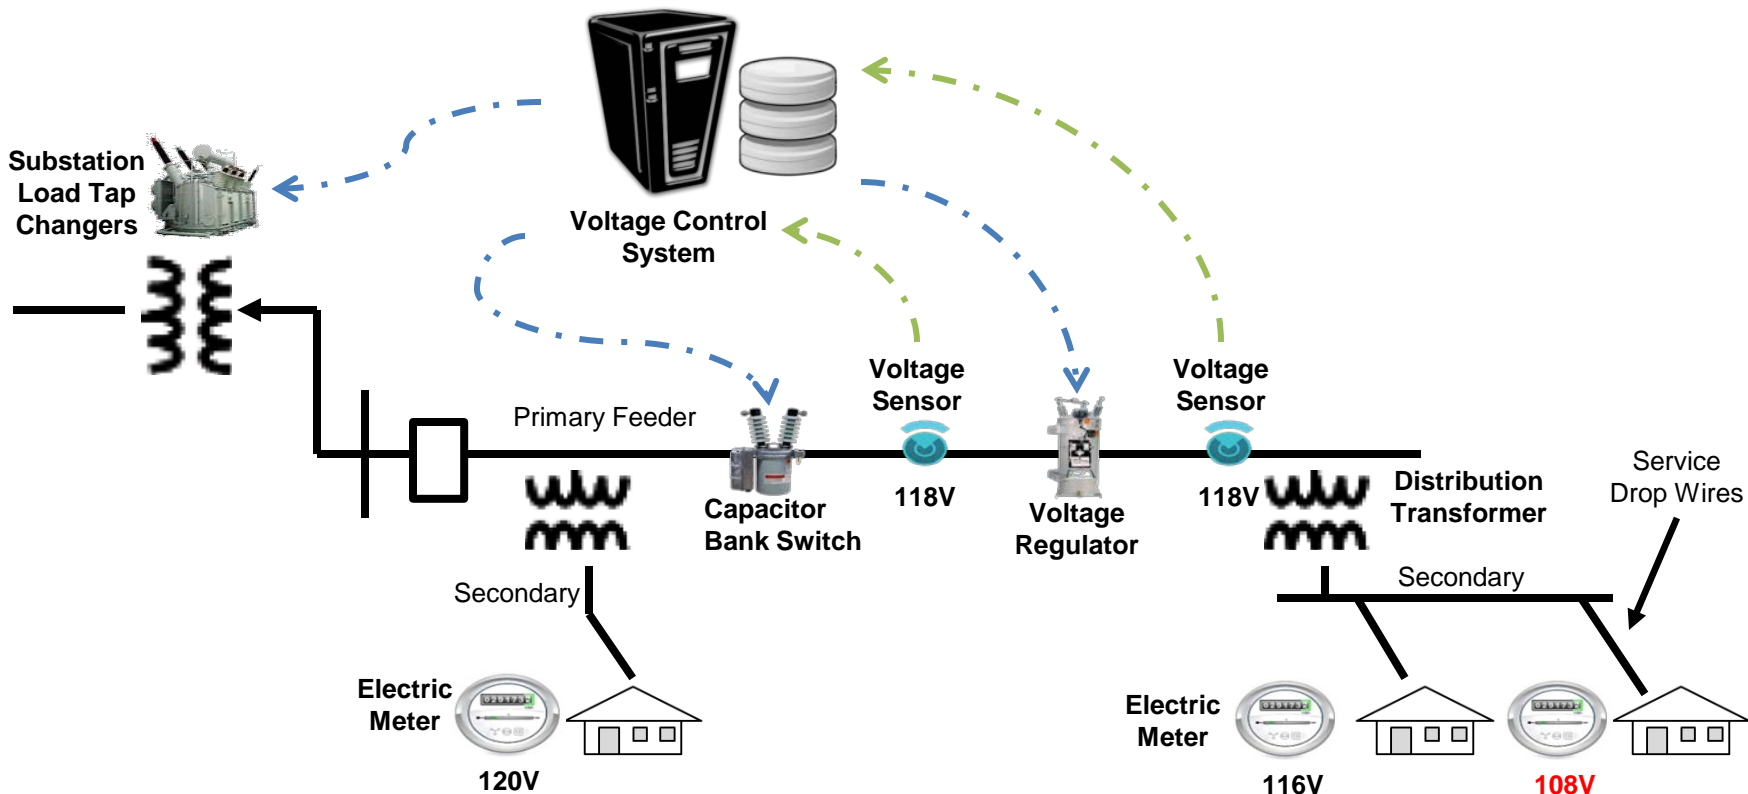 Substation
Load Tap
Changers
Voltage Control
System
Primary Feeder
Capacitor
Bank Switch
Voltage
Sensor
118V
Voltage
Regulator
Voltage
Sensor
118V
Distribution
Transformer
Service
Drop Wires
Secondary
Secondary
Electric
Meter
120V
Electric
Meter
116V
108V